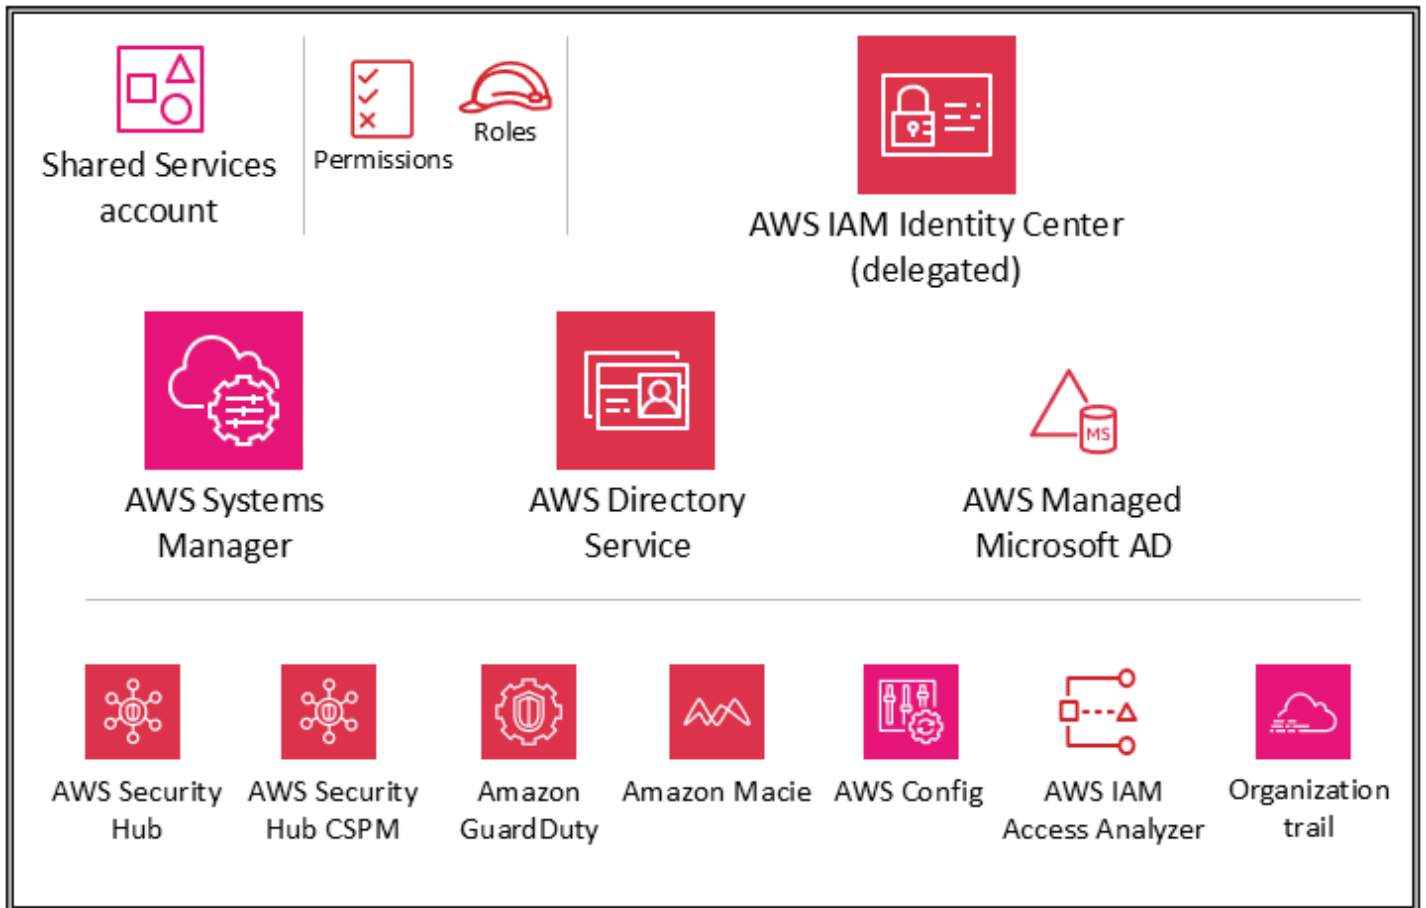 Shared Services
account
Permissions
Roles
AWS IAM Identity Center
(delegated)
AWS Systems
Manager
AWS Directory
Service
MS
AWS Managed
Microsoft AD
AWS Security
Hub
AWS Security
Hub CSPM
Amazon
GuardDuty
Amazon Macie
AWS Config
AWS IAM
Access Analyzer
Organization
trail